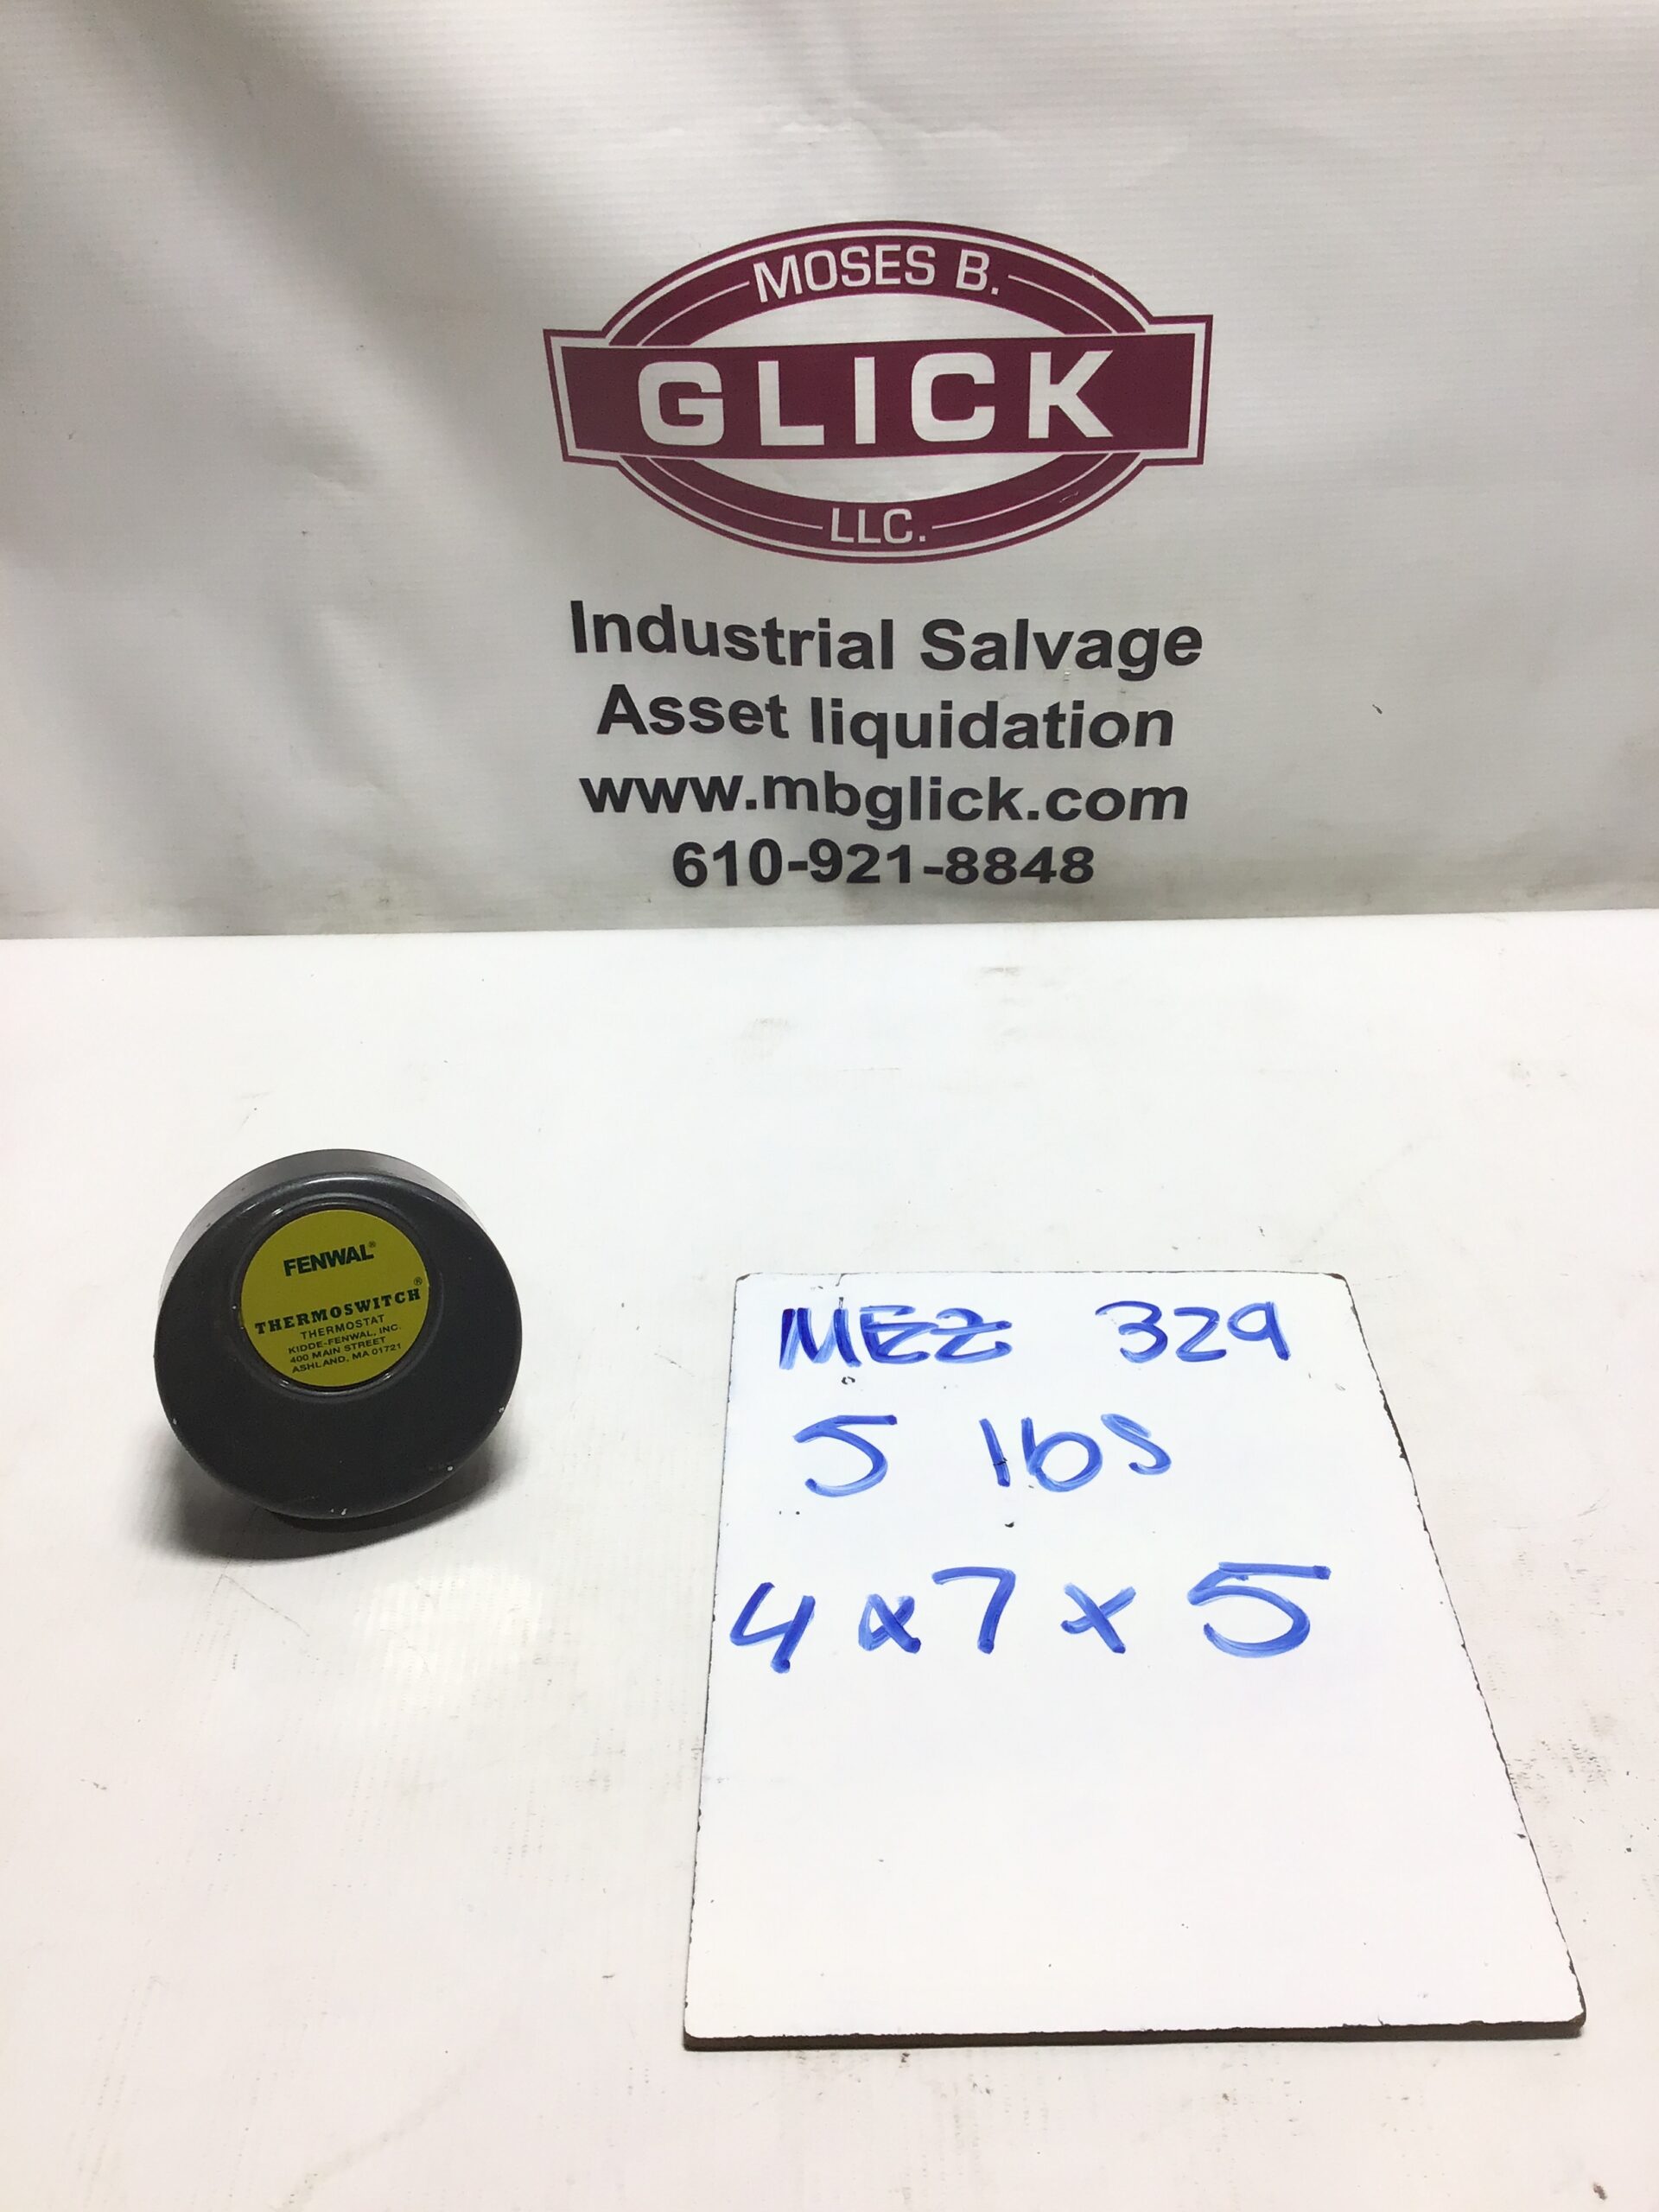 MOSES B.
GLICK
LLC.
Industrial Salvage
Asset liquidation
www.mbglick.com
610-921-8848
FENWAL®
THERMOSWITCH®
THERMOSTAT
KIDDE-FENWAL, INC.
400 MAIN STREET
ASHLAND, MA 01721
MEZ 329
5 lbs
4x7x5